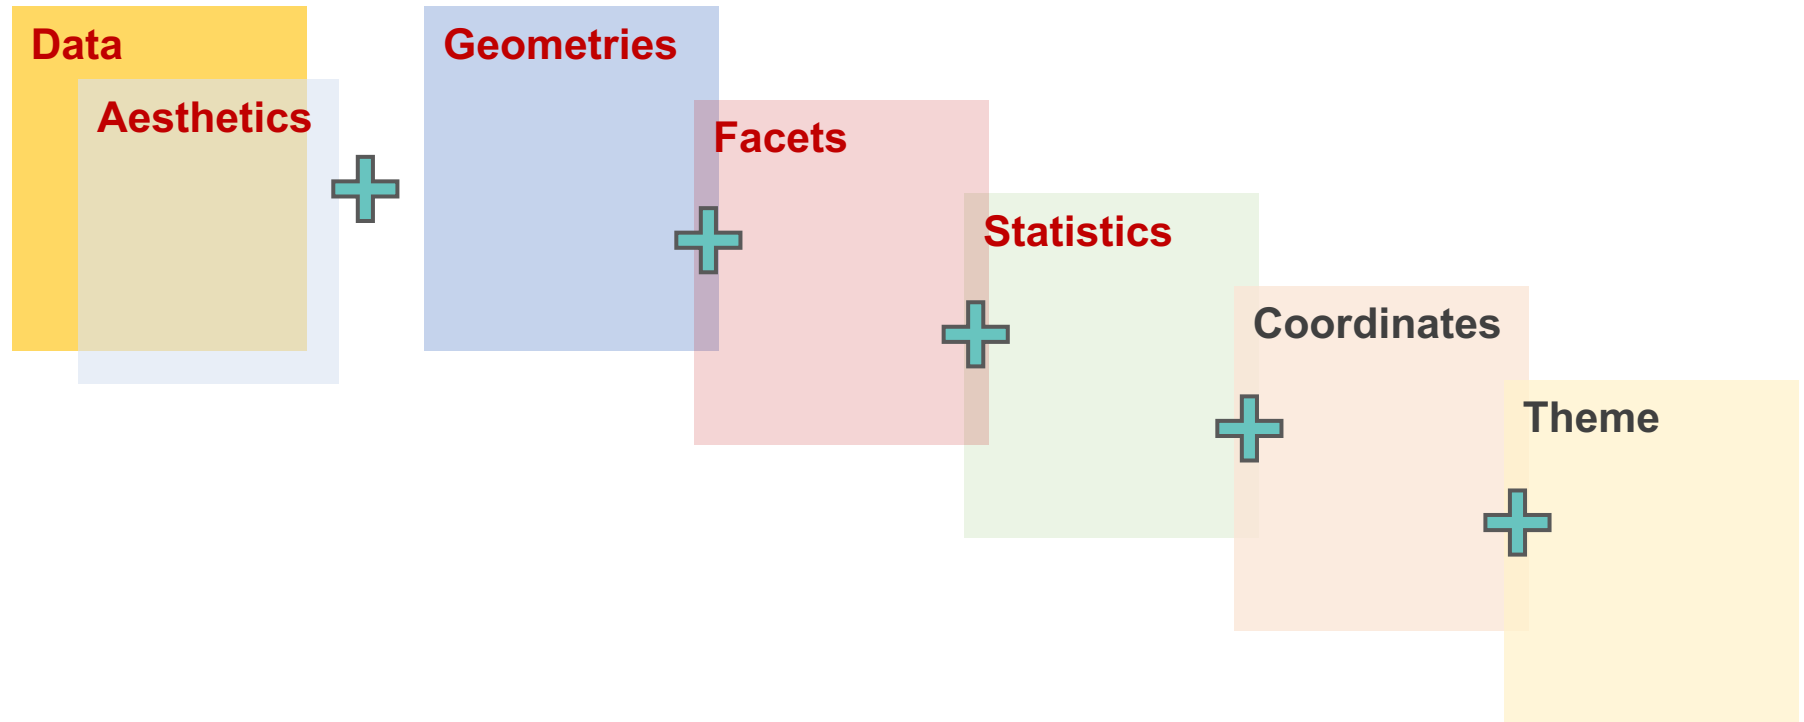 Data
Aesthetics
Geometries
Facets
Statistics
Coordinates
Theme